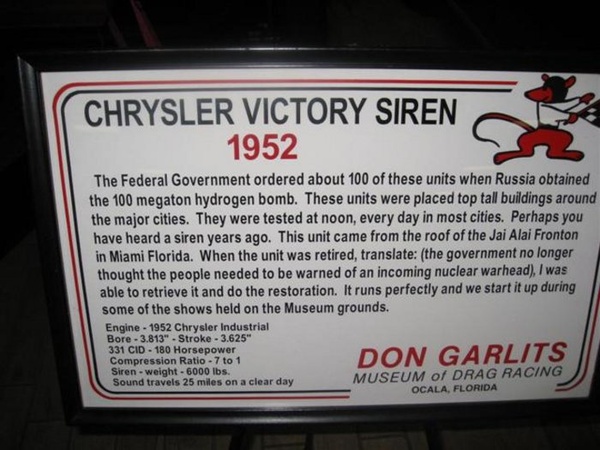 CHRYSLER VICTORY SIREN
1952
The Federal Government ordered about 100 of these units when Russia obtained
the 100 megaton hydrogen bomb. These units were placed top tall buildings around
the major cities. They were tested at noon, every day in most cities. Perhaps you
have heard a siren years ago. This unit came from the roof of the Jai Alai Fronton
in Miami Florida. When the unit was retired, translate: (the government no longer
thought the people needed to be warned of an incoming nuclear warhead), I was
able to retrieve it and do the restoration. It runs perfectly and we start it up during
some of the shows held on the Museum grounds.
Engine - 1952 Chrysler Industrial
Bore - 3.813" - Stroke - 3.625"
331 CID - 180 Horsepower
Compression Ratio - 7 to 1
Siren - weight - 6000 lbs.
Sound travels 25 miles on a clear day
DON GARLITS
MUSEUM of DRAG RACING
OCALA, FLORIDA